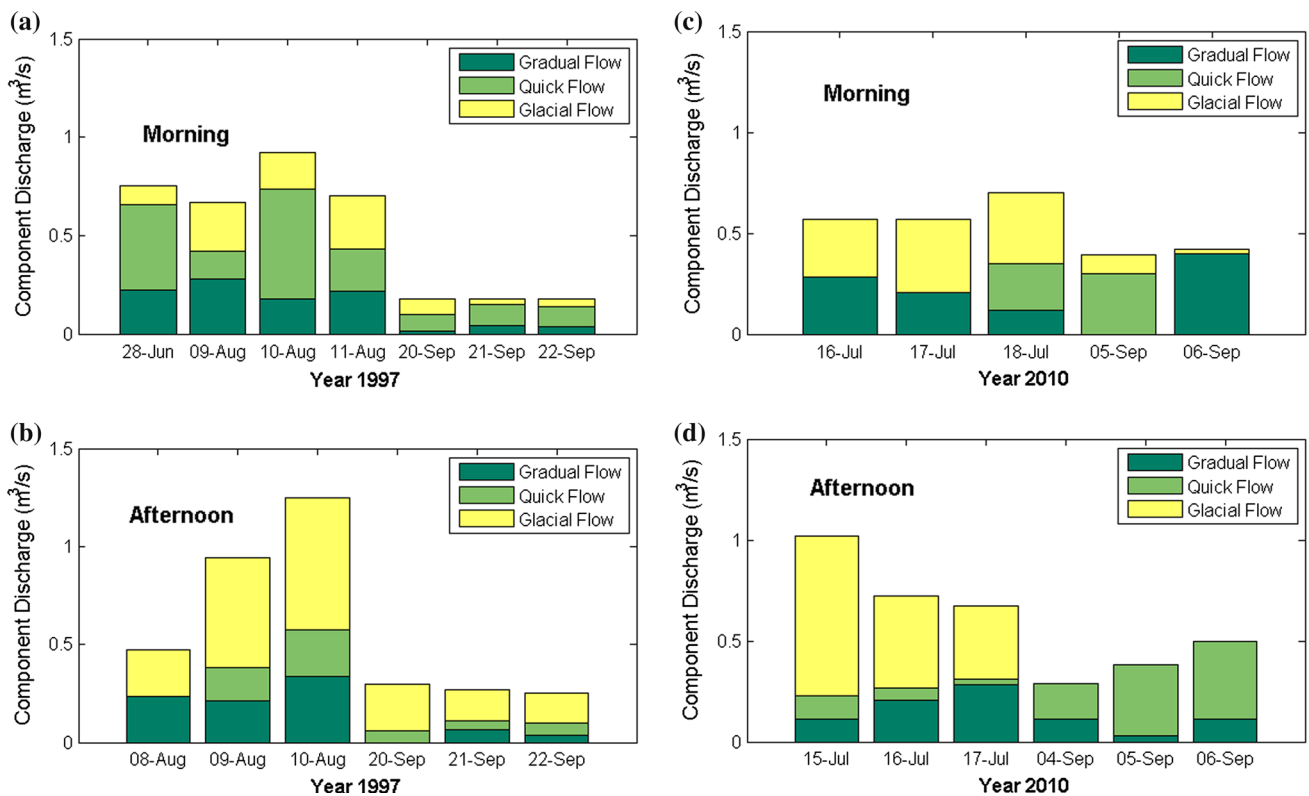 (a)
Component Discharge (m³/s)
1.5
1
0.5
0
Morning
Gradual Flow
Quick Flow
Glacial Flow
28-Jun 09-Aug 10-Aug 11-Aug 20-Sep 21-Sep 22-Sep
Year 1997
(c)
Component Discharge (m³/s)
1.5
1
0.5
0
Morning
Gradual Flow
Quick Flow
Glacial Flow
16-Jul 17-Jul 18-Jul 05-Sep 06-Sep
Year 2010
(b)
Component Discharge (m³/s)
1.5
1
0.5
0
Afternoon
Gradual Flow
Quick Flow
Glacial Flow
08-Aug 09-Aug 10-Aug 20-Sep 21-Sep 22-Sep
Year 1997
(d)
Component Discharge (m³/s)
1.5
1
0.5
0
Afternoon
Gradual Flow
Quick Flow
Glacial Flow
15-Jul 16-Jul 17-Jul 04-Sep 05-Sep 06-Sep
Year 2010